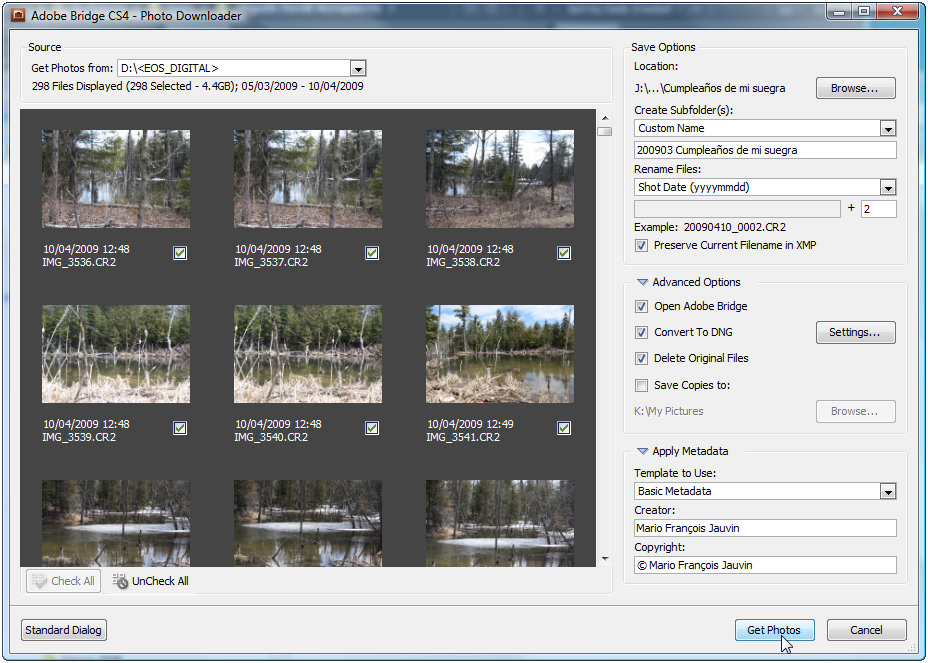 Adobe Bridge CS4 - Photo Downloader
Source
Get Photos from: D:\<EOS_DIGITAL>
298 Files Displayed (298 Selected - 4.4GB); 05/03/2009 - 10/04/2009
10/04/2009 12:48
IMG_3536.CR2
10/04/2009 12:48
IMG_3537.CR2
10/04/2009 12:48
IMG_3538.CR2
10/04/2009 12:48
IMG_3539.CR2
10/04/2009 12:48
IMG_3540.CR2
10/04/2009 12:49
IMG_3541.CR2
Check All
UnCheck All
Save Options
Location:
J:\...\Cumpleaños de mi suegra
Browse...
Create Subfolder(s):
Custom Name
200903 Cumpleaños de mi suegra
Rename Files:
Shot Date (yyyymmdd)
+ 2
Example: 20090410_0002.CR2
Preserve Current Filename in XMP
Advanced Options
Open Adobe Bridge
Convert To DNG
Settings...
Delete Original Files
Save Copies to:
K:\My Pictures
Browse...
Apply Metadata
Template to Use:
Basic Metadata
Creator:
Mario François Jauvin
Copyright:
© Mario François Jauvin
Standard Dialog
Get Photos
Cancel